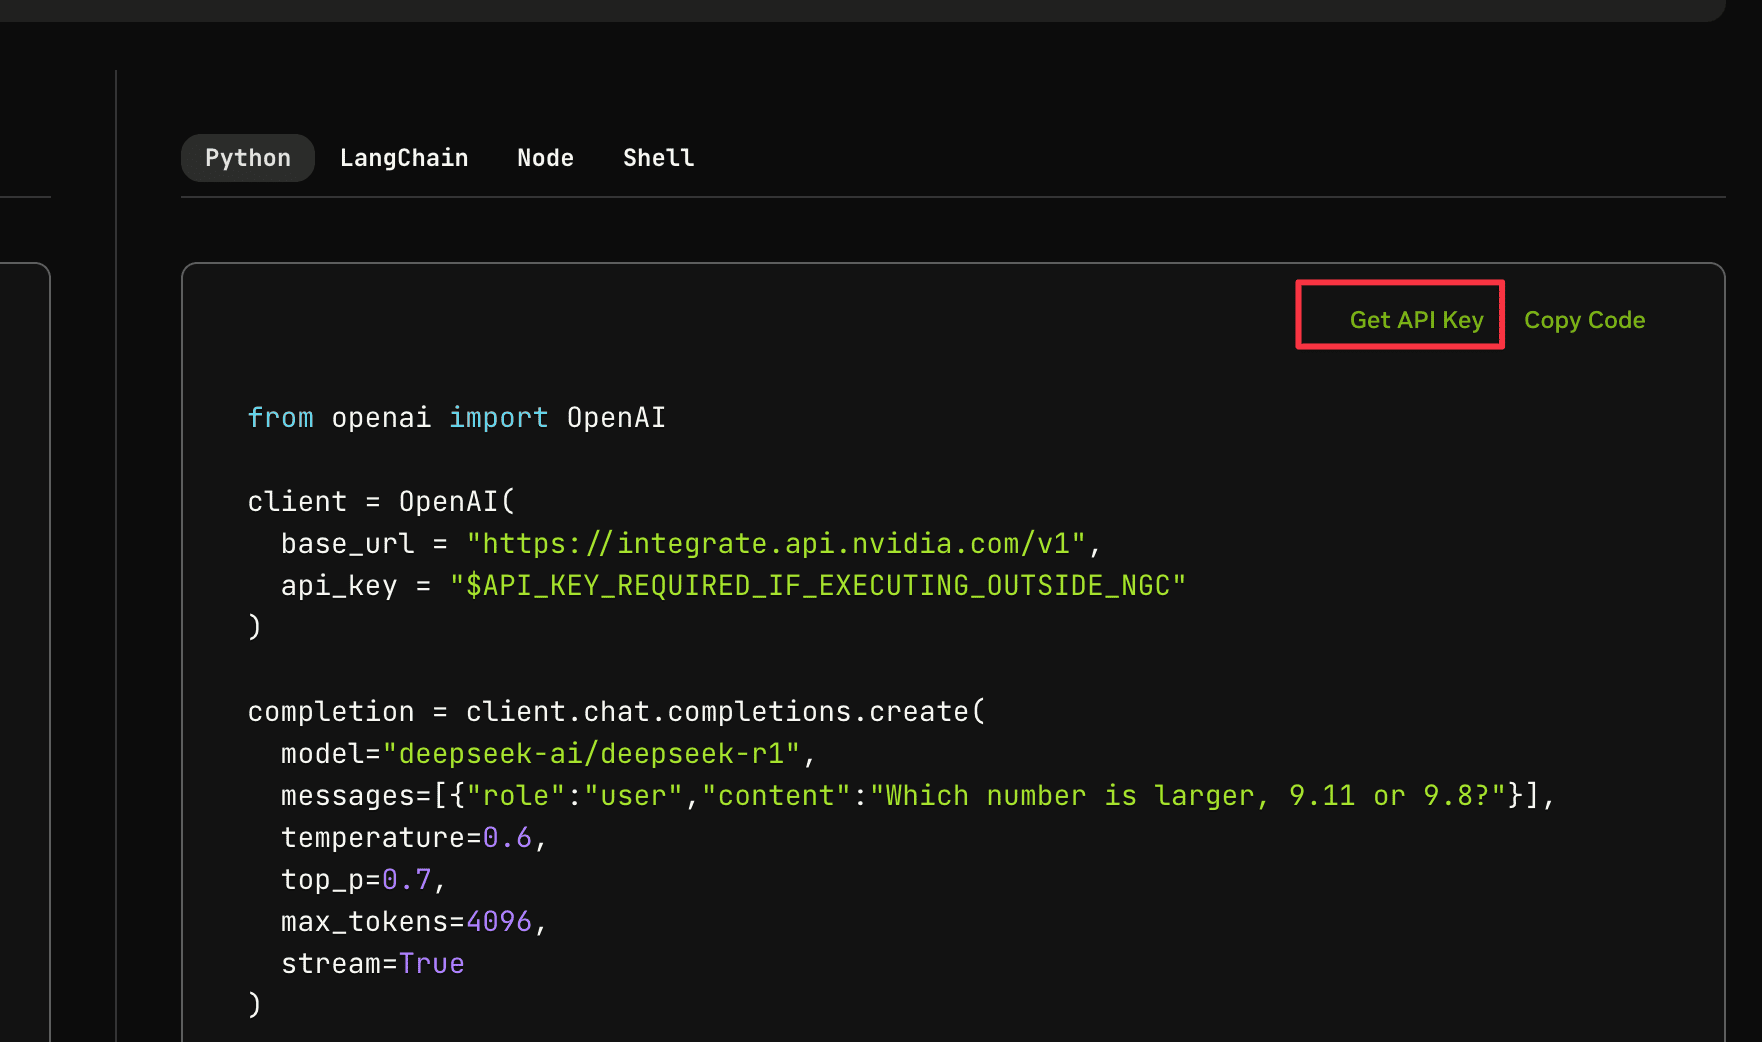 Python LangChain Node Shell
Get API Key Copy Code
from openai import OpenAI
client = OpenAI(
  base_url = "https://integrate.api.nvidia.com/v1",
  api_key = "$API_KEY_REQUIRED_IF_EXECUTING_OUTSIDE_NGC"
)
completion = client.chat.completions.create(
  model="deepseek-ai/deepseek-r1",
  messages=[{"role":"user","content":"Which number is larger, 9.11 or 9.8?"}],
  temperature=0.6,
  top_p=0.7,
  max_tokens=4096,
  stream=True
)